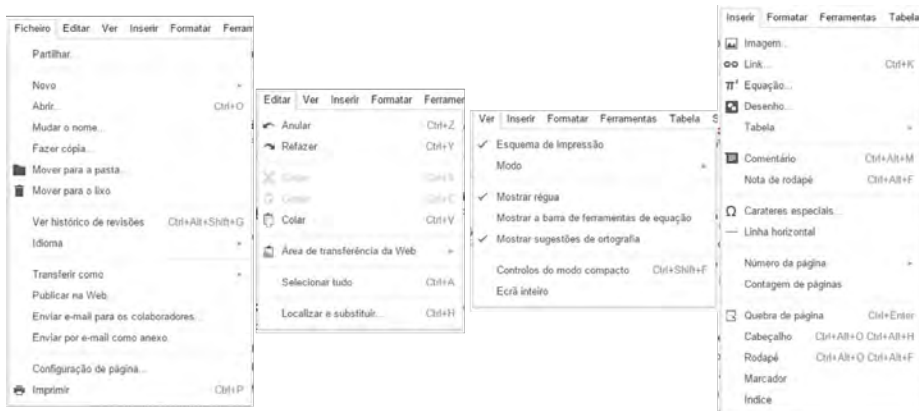 Ficheiro Editar Ver Inserir Formatar Ferram
Partilhar...
Novo
Abrir... Ctrl+O
Mudar o nome...
Fazer cópia...
Mover para a pasta...
Mover para o lixo
Ver histórico de revisões Ctrl+Alt+Shift+G
Idioma
Transferir como
Publicar na Web
Enviar e-mail para os colaboradores...
Enviar por e-mail como anexo...
Configuração de página...
Imprimir Ctrl+P
Editar Ver Inserir Formatar Ferramer
Anular Ctrl+Z
Refazer Ctrl+Y
Colar Ctrl+V
Área de transferência da Web
Selecionar tudo Ctrl+A
Localizar e substituir... Ctrl+H
Ver Inserir Formatar Ferramentas Tabela S
Esquema de impressão
Modo
Mostrar régua
Mostrar a barra de ferramentas de equação
Mostrar sugestões de ortografia
Controlos do modo compacto Ctrl+Shift+F
Ecrã inteiro
Inserir Formatar Ferramentas Tabela
Imagem...
Link... Ctrl+K
Equação...
Desenho...
Tabela
Comentário Ctrl+Alt+M
Nota de rodapé Ctrl+Alt+F
Carateres especiais...
Linha horizontal
Número da página
Contagem de páginas
Quebra de página Ctrl+Enter
Cabeçalho Ctrl+Alt+O Ctrl+Alt+H
Rodapé Ctrl+Alt+O Ctrl+Alt+F
Marcador
Índice